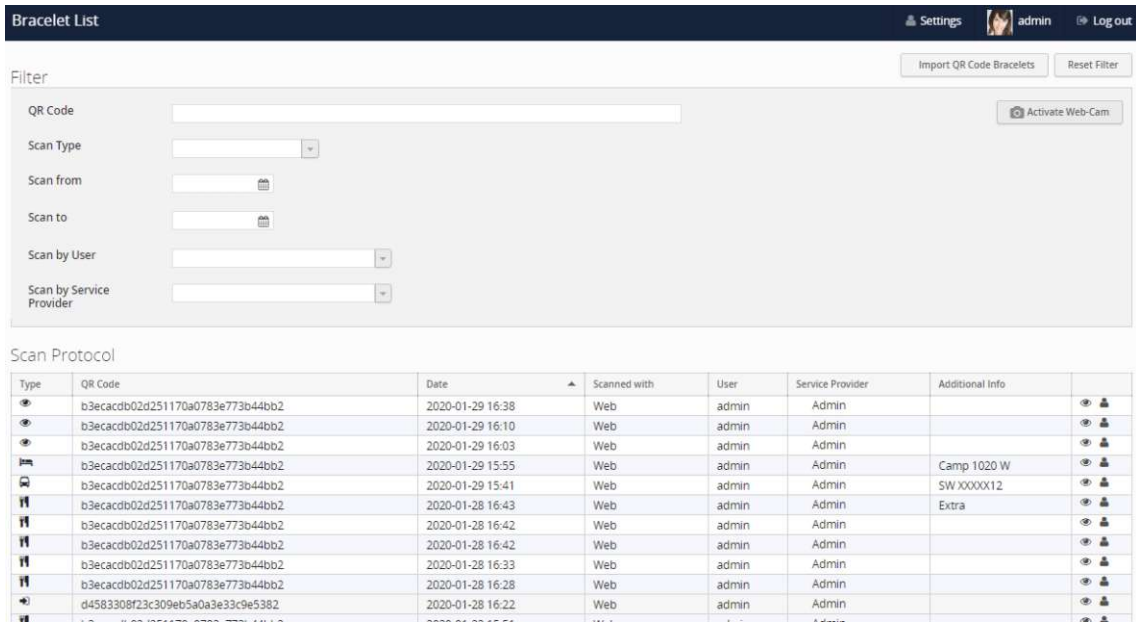 Bracelet List Settings admin Log out
Import QR Code Bracelets Reset Filter
Filter
QR Code Activate Web-Cam
Scan Type
Scan from
Scan to
Scan by User
Scan by Service
Provider
Scan Protocol
Type QR Code Date Scanned with User Service Provider Additional Info
b3ecacdb02d251170a0783e773b44bb2 2020-01-29 16:38 Web admin Admin
b3ecacdb02d251170a0783e773b44bb2 2020-01-29 16:10 Web admin Admin
b3ecacdb02d251170a0783e773b44bb2 2020-01-29 16:03 Web admin Admin
b3ecacdb02d251170a0783e773b44bb2 2020-01-29 15:55 Web admin Admin Camp 1020 W
b3ecacdb02d251170a0783e773b44bb2 2020-01-29 15:41 Web admin Admin SW XXXXX12
b3ecacdb02d251170a0783e773b44bb2 2020-01-28 16:43 Web admin Admin Extra
b3ecacdb02d251170a0783e773b44bb2 2020-01-28 16:42 Web admin Admin
b3ecacdb02d251170a0783e773b44bb2 2020-01-28 16:42 Web admin Admin
b3ecacdb02d251170a0783e773b44bb2 2020-01-28 16:33 Web admin Admin
b3ecacdb02d251170a0783e773b44bb2 2020-01-28 16:28 Web admin Admin
d4583308f23c309eb5a0a3e33c9e5382 2020-01-28 16:22 Web admin Admin